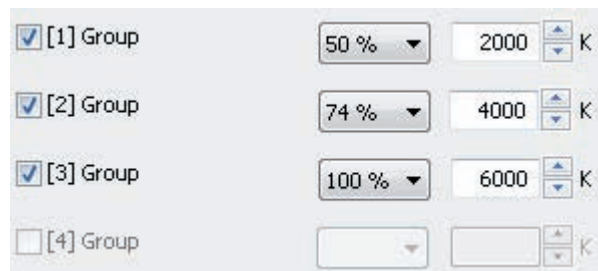 [1] Group 50 % 2000 K
[2] Group 74 % 4000 K
[3] Group 100 % 6000 K
[4] Group K